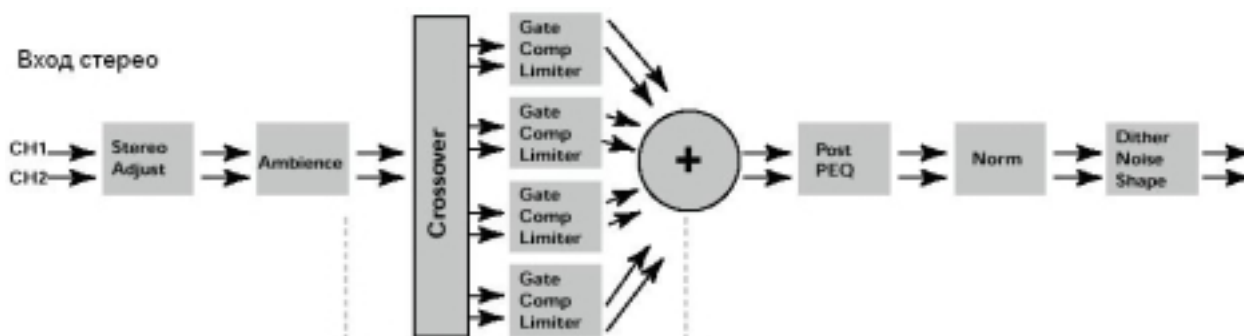 Вход стерео
CH1
CH2
Stereo
Adjust
Ambience
Crossover
Gate
Comp
Limiter
Gate
Comp
Limiter
Gate
Comp
Limiter
Gate
Comp
Limiter
+
Post
PEQ
Norm
Dither
Noise
Shape